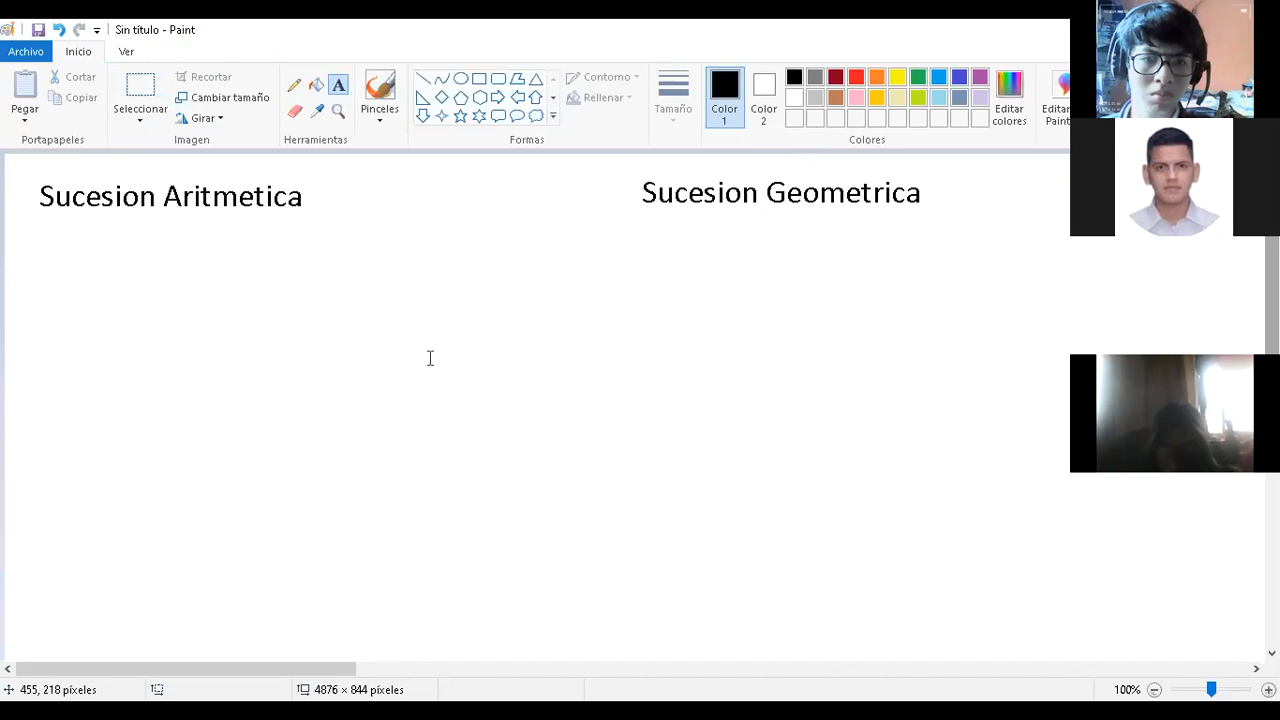 Sin título - Paint
Archivo
Inicio
Ver
Pegar
Cortar
Copiar
Portapapeles
Seleccionar
Recortar
Cambiar tamaño
Girar
Imagen
A
Herramientas
Pinceles
Contorno
Rellenar
Formas
Tamaño
Color 1
Color 2
Editar colores
Editar Paint
Colores
Sucesion Aritmetica
Sucesion Geometrica
455, 218 píxeles
4876 × 844 píxeles
100%